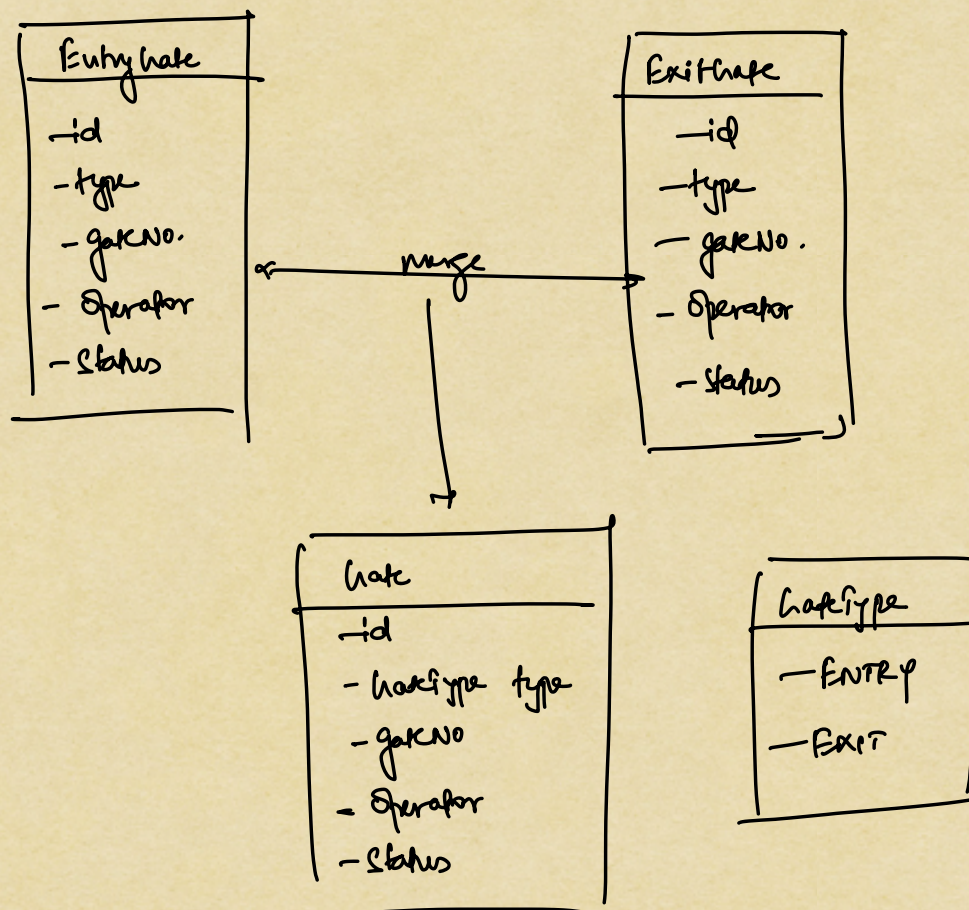 EntryGate
- id
- type
- gateNo.
- Operator
- Status
ExitGate
- id
- type
- gateNo.
- Operator
- Status
merge
Gate
- id
- GateType type
- gateNo
- Operator
- Status
GateType
- ENTRY
- EXIT